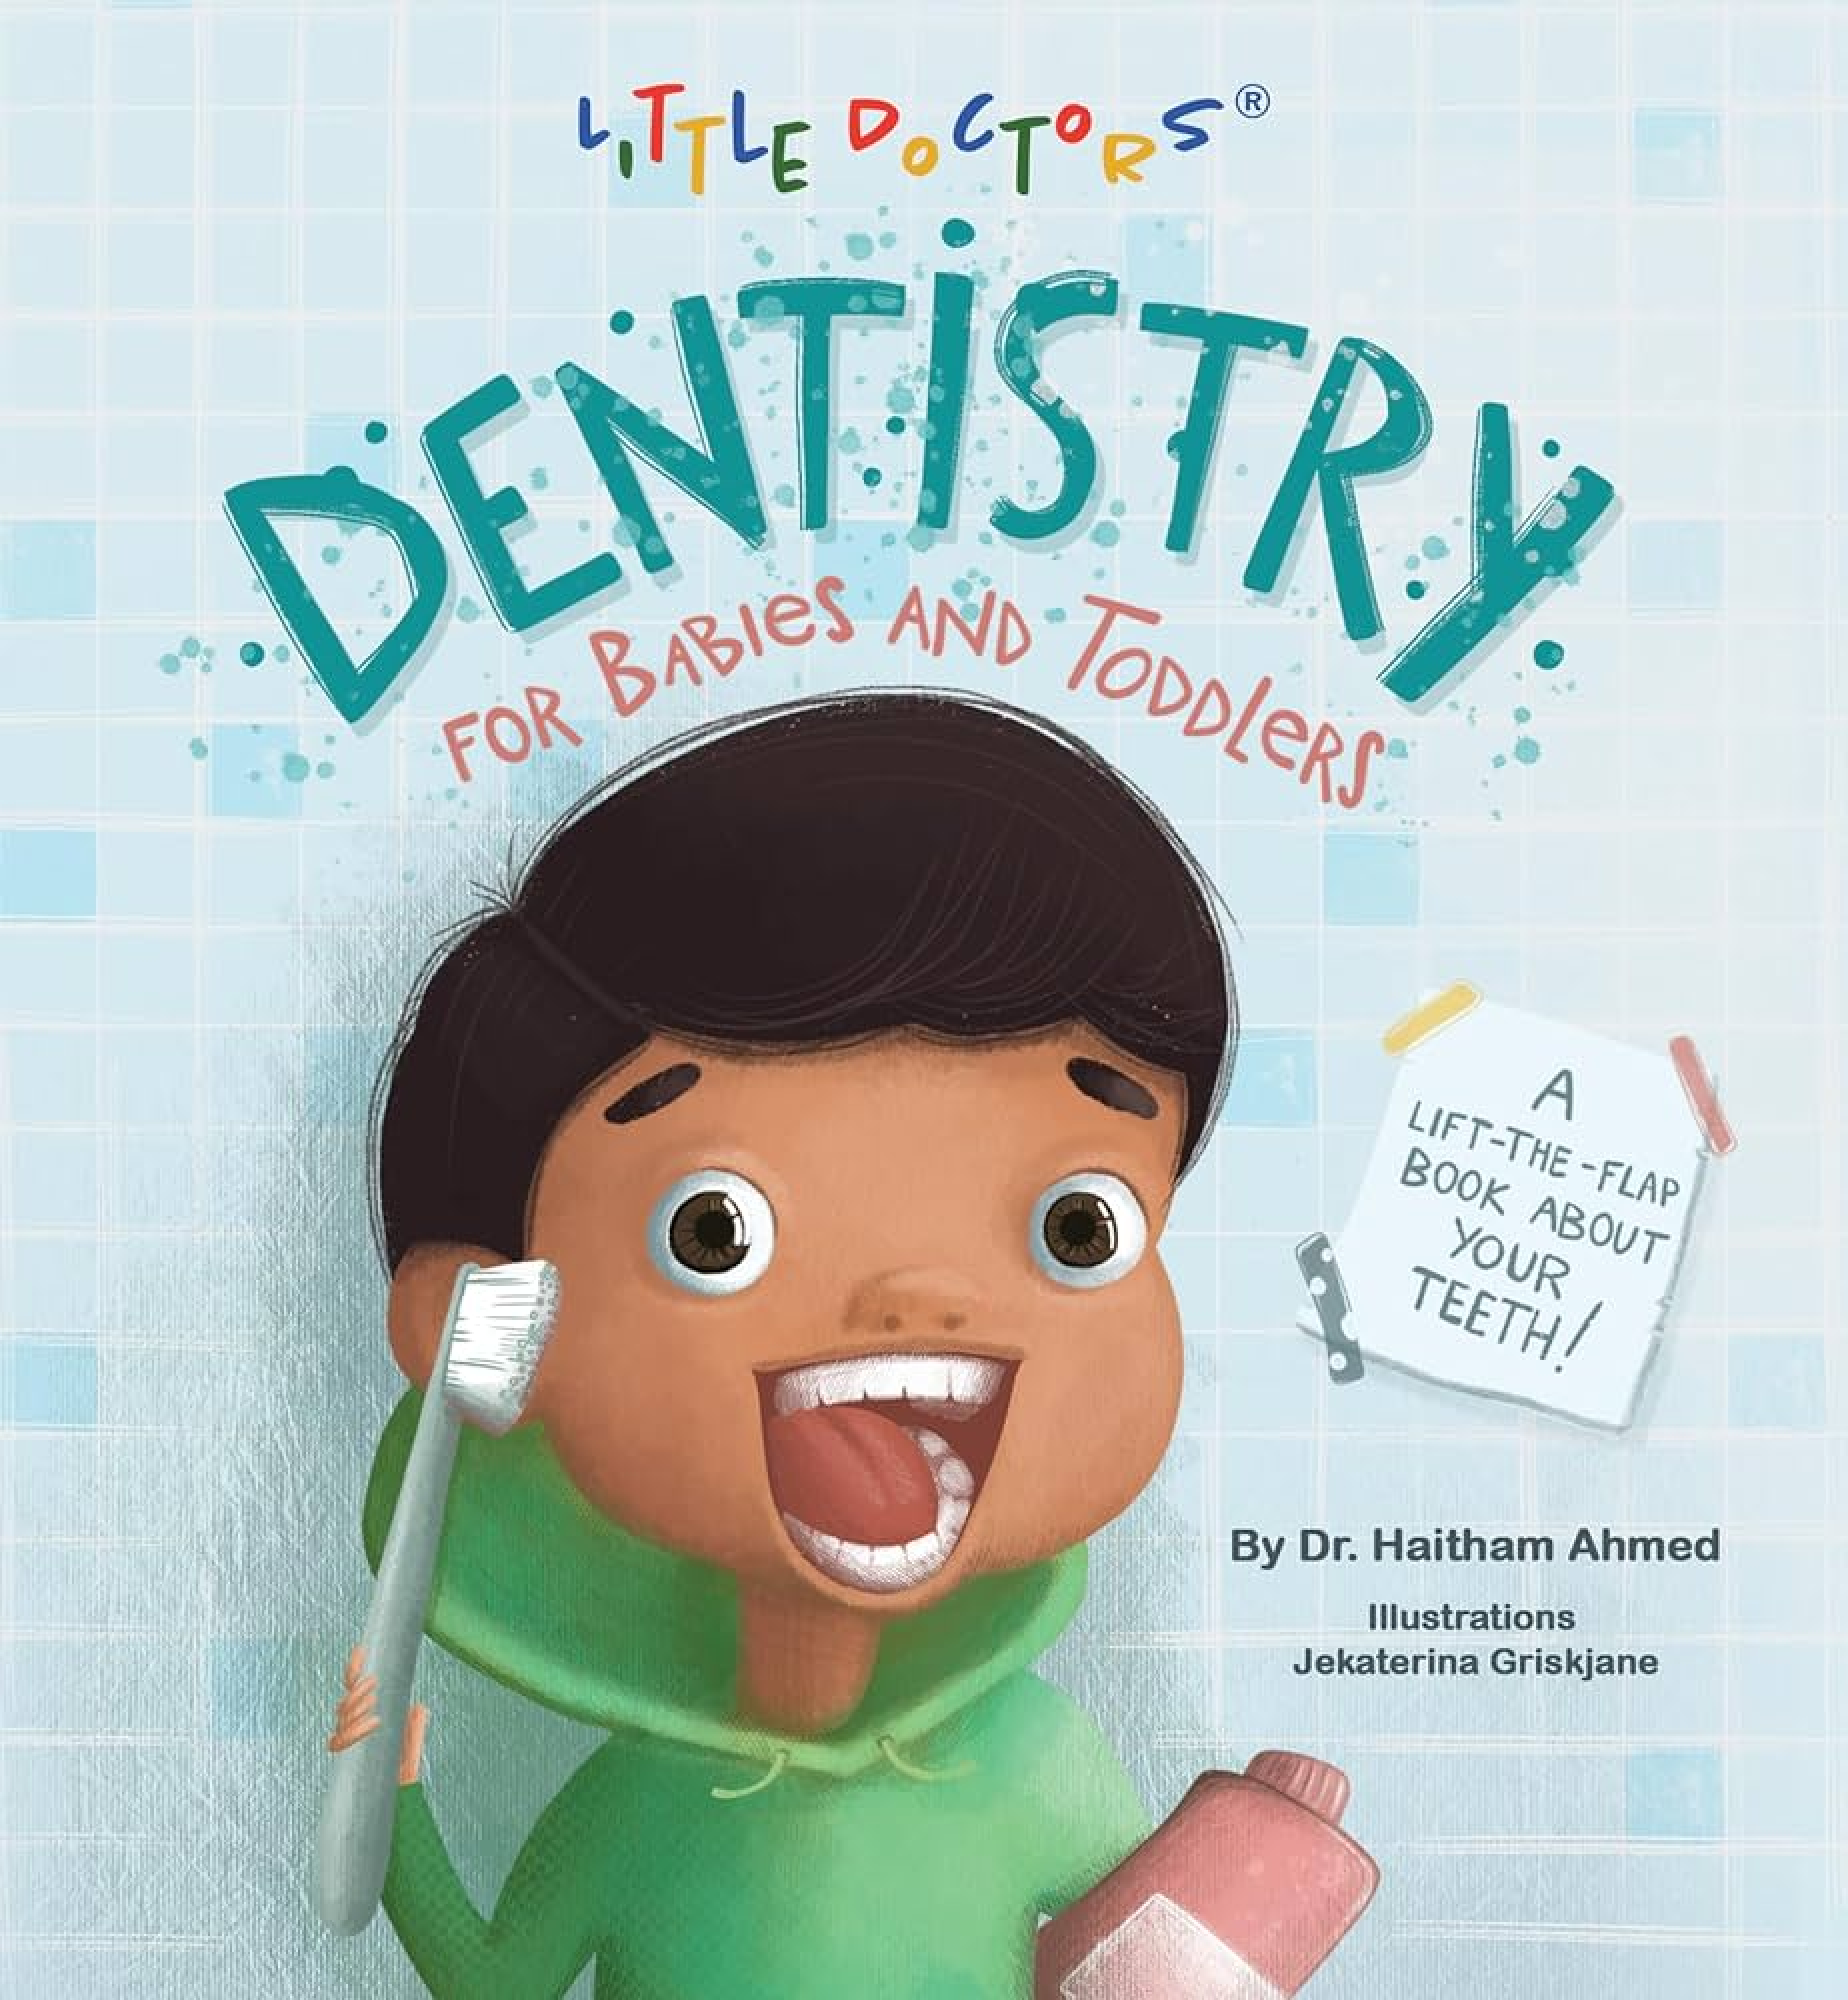 LiTTLE DOCTORS®
DENTiSTRY
FOR BABIeS AND TODDLeRS
A
LIFT-THE-FLAP
BOOK ABOUT
YOUR
TEETH!
By Dr. Haitham Ahmed
Illustrations
Jekaterina Griskjane